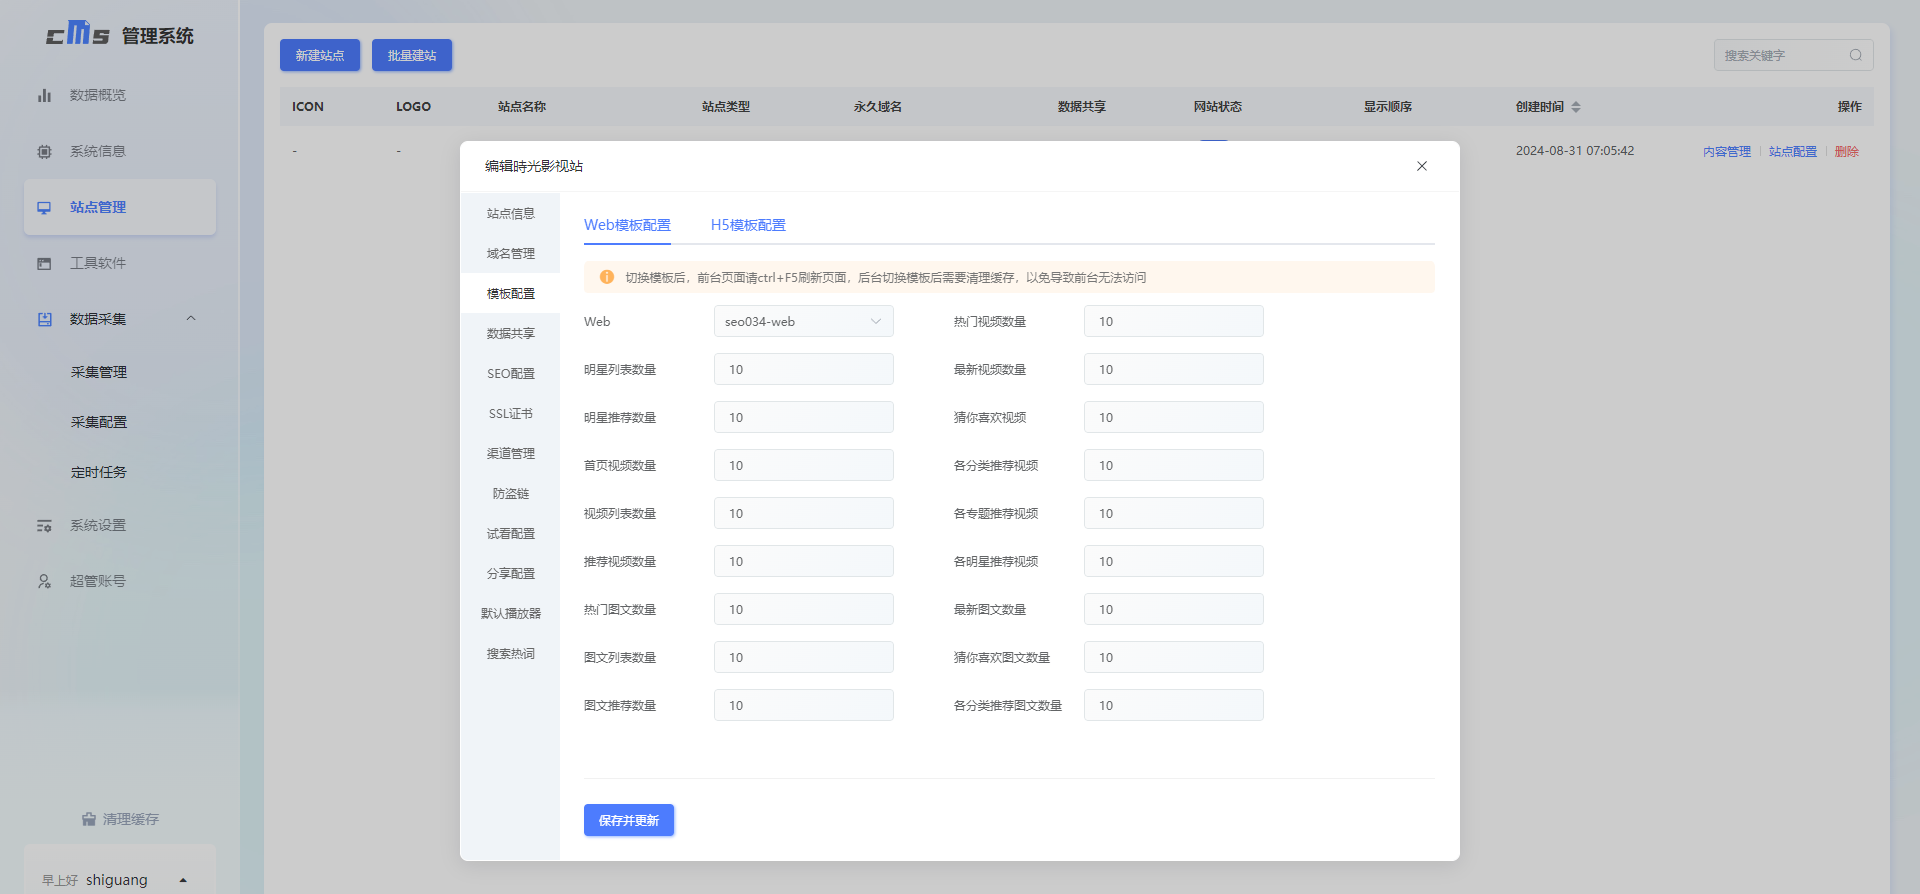 cms 管理系统
数据概览
系统信息
站点管理
工具软件
数据采集
采集管理
采集配置
定时任务
系统设置
超管账号
清理缓存
早上好 shiguang
新建站点 批量建站 搜索关键字
ICON LOGO 站点名称 站点类型 永久域名 数据共享 网站状态 显示顺序 创建时间 操作
- - 2024-08-31 07:05:42 内容管理 站点配置 删除
编辑時光影视站
站点信息
域名管理
模板配置
数据共享
SEO配置
SSL证书
渠道管理
防盗链
试看配置
分享配置
默认播放器
搜索热词
Web模板配置 H5模板配置
切换模板后，前台页面请ctrl+F5刷新页面，后台切换模板后需要清理缓存，以免导致前台无法访问
Web seo034-web 热门视频数量 10
明星列表数量 10 最新视频数量 10
明星推荐数量 10 猜你喜欢视频 10
首页视频数量 10 各分类推荐视频 10
视频列表数量 10 各专题推荐视频 10
推荐视频数量 10 各明星推荐视频 10
热门图文数量 10 最新图文数量 10
图文列表数量 10 猜你喜欢图文数量 10
图文推荐数量 10 各分类推荐图文数量 10
保存并更新